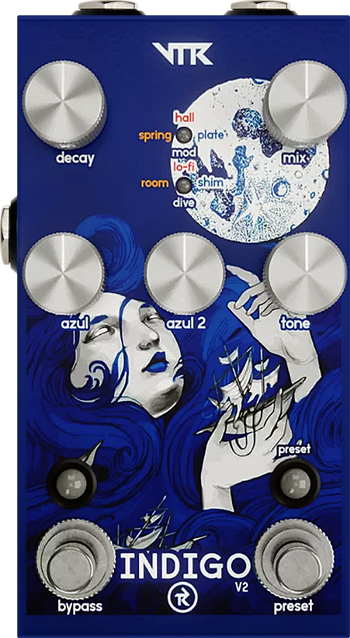 VTR
hall
spring plate
mod
lo-fi
room shim
dive
decay mix
azul azul 2 tone
preset
INDIGO
V2
R
bypass preset